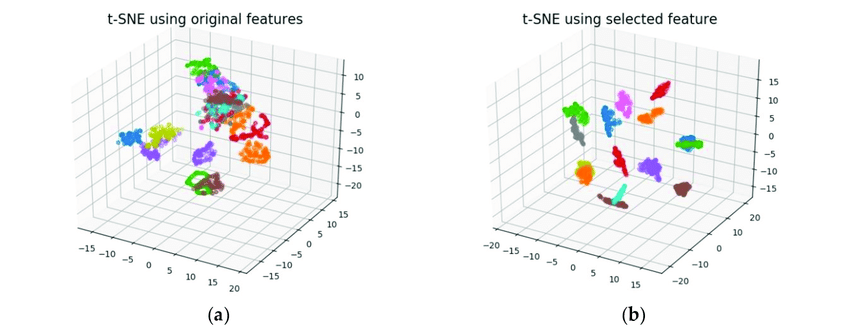 t-SNE using original features
10
5
0
−5
−10
−15
−20
−15 −10 −5 0 5 10 15 20
−15 −10 −5 0 5 10 15
(a)
t-SNE using selected feature
15
10
5
0
−5
−10
−15
−20 −15 −10 −5 0 5 10 15
−20 −10 0 10 20
(b)